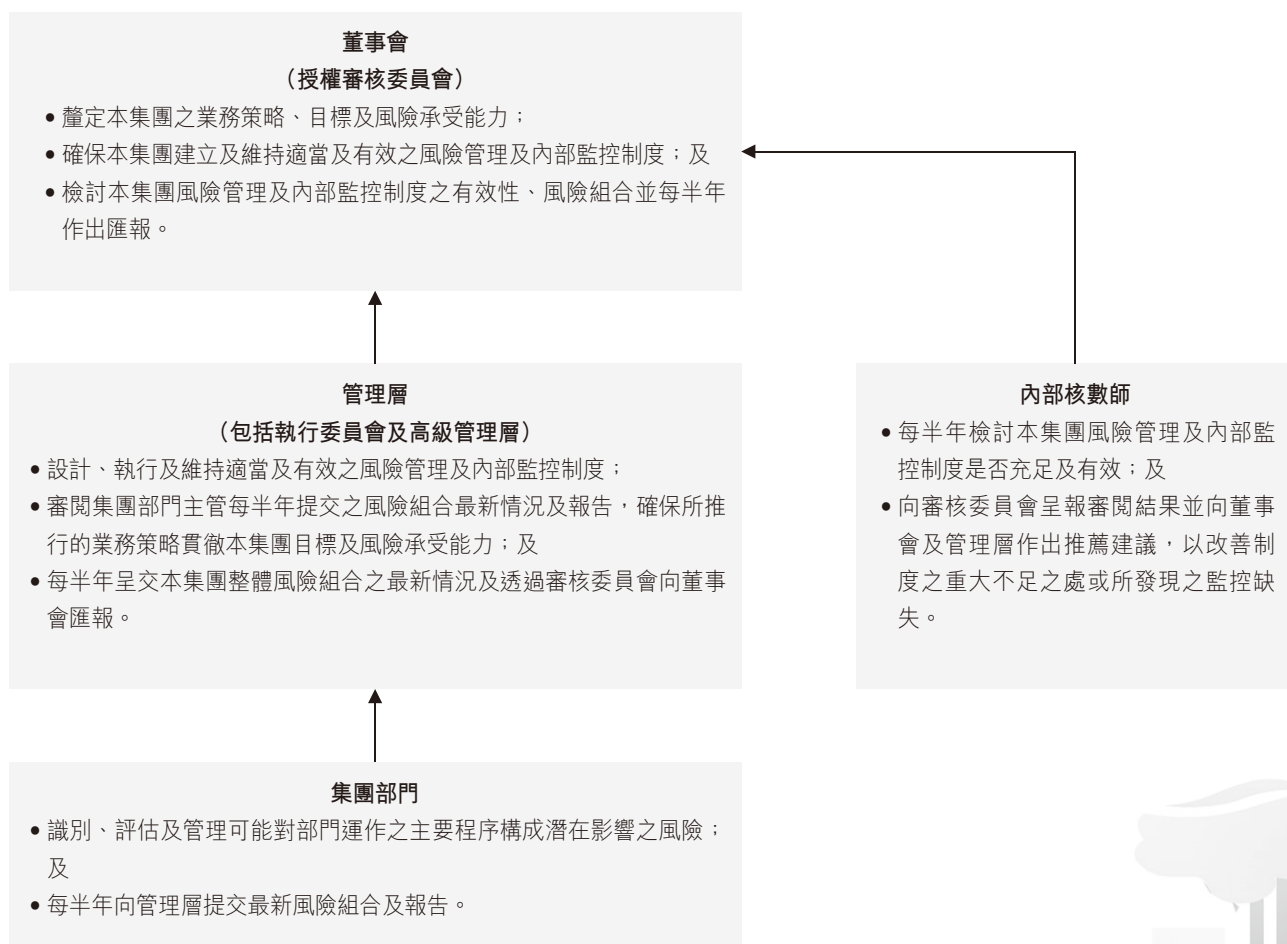 董事會
（授權審核委員會）
• 釐定本集團之業務策略、目標及風險承受能力；
• 確保本集團建立及維持適當及有效之風險管理及內部監控制度；及
• 檢討本集團風險管理及內部監控制度之有效性、風險組合並每半年
作出匯報。
管理層
（包括執行委員會及高級管理層）
• 設計、執行及維持適當及有效之風險管理及內部監控制度；
• 審閱集團部門主管每半年提交之風險組合最新情況及報告，確保所推
行的業務策略貫徹本集團目標及風險承受能力；及
• 每半年呈交本集團整體風險組合之最新情況及透過審核委員會向董事
會匯報。
內部核數師
• 每半年檢討本集團風險管理及內部監
控制度是否充足及有效；及
• 向審核委員會呈報審閱結果並向董事
會及管理層作出推薦建議，以改善制
度之重大不足之處或所發現之監控缺
失。
集團部門
• 識別、評估及管理可能對部門運作之主要程序構成潛在影響之風險；
及
• 每半年向管理層提交最新風險組合及報告。